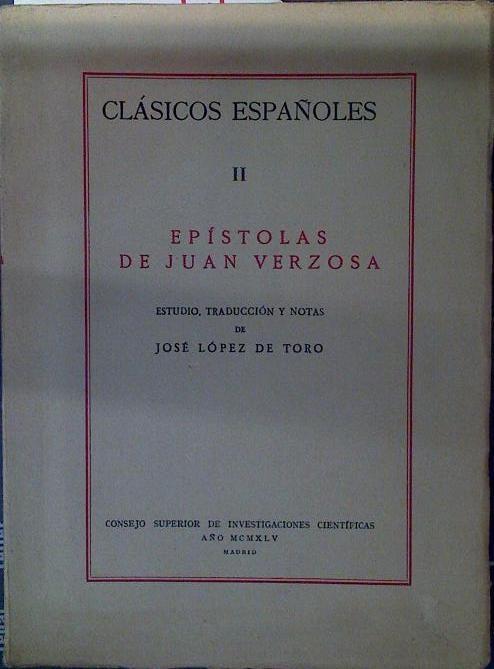 CLÁSICOS ESPAÑOLES
II
EPÍSTOLAS
DE JUAN VERZOSA
ESTUDIO, TRADUCCIÓN Y NOTAS
DE
JOSÉ LÓPEZ DE TORO
CONSEJO SUPERIOR DE INVESTIGACIONES CIENTÍFICAS
AÑO MCMXLV
MADRID